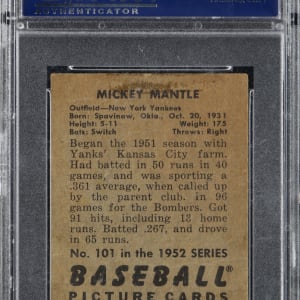 AUTHENTICATOR
MICKEY MANTLE
Outfield—New York Yankees
Born: Spavinaw, Okla., Oct. 20, 1931
Height: 5-11 Weight: 175
Bats: Switch Throws: Right
Began the 1951 season with
Yanks' Kansas City farm.
Had batted in 50 runs in 40
games, and was sporting a
.361 average, when called
up by the parent club. In 96
games for the Bombers. Got
91 hits, including 13 home
runs. Batted .267, and drove
in 65 runs.
No. 101 in the 1952 SERIES
BASEBALL®
PICTURE CARDS